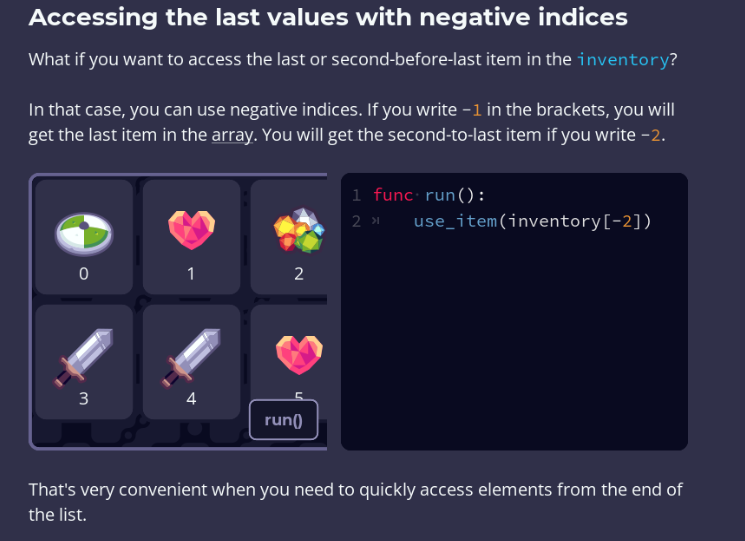 Accessing the last values with negative indices
What if you want to access the last or second-before-last item in the inventory?
In that case, you can use negative indices. If you write -1 in the brackets, you will
get the last item in the array. You will get the second-to-last item if you write -2.
0 1 2
3 4 5
run()
1 func run():
2 use_item(inventory[-2])
That's very convenient when you need to quickly access elements from the end of
the list.